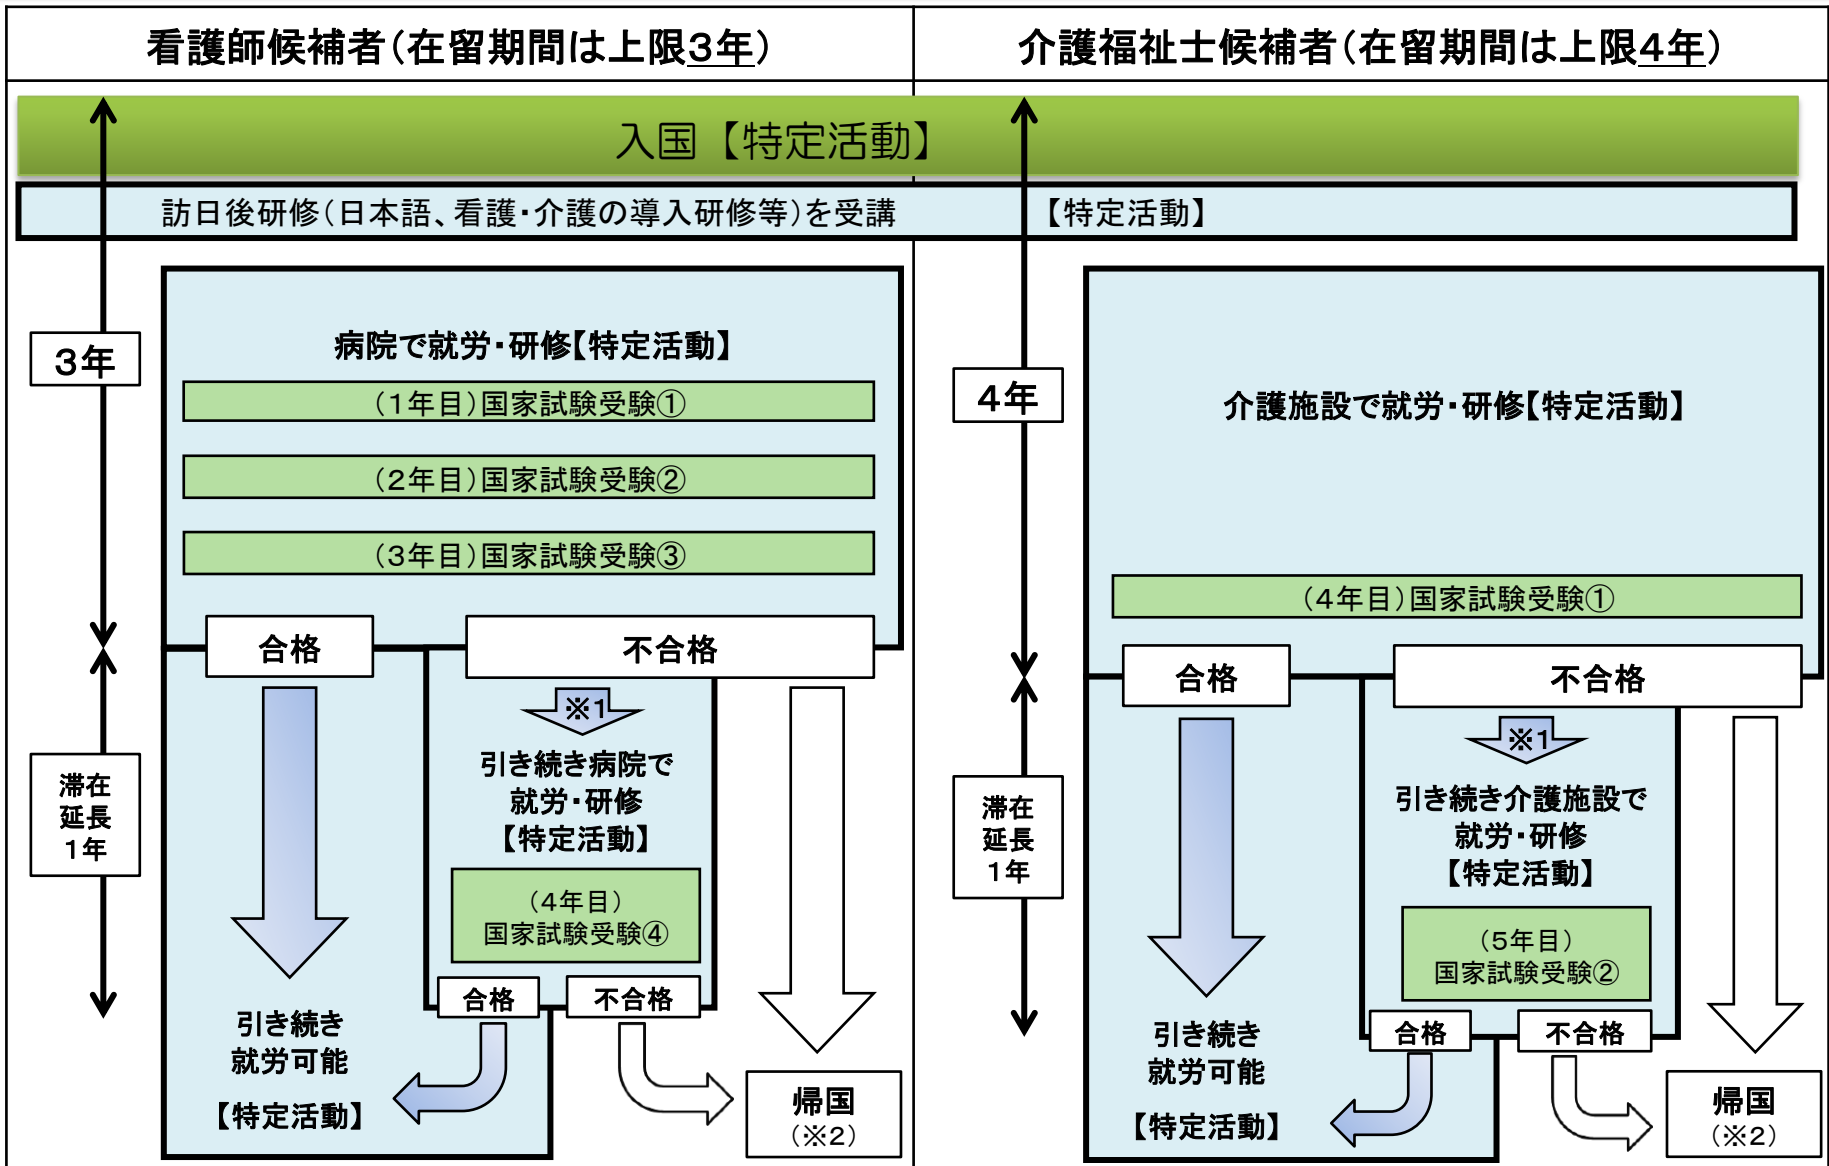 看護師候補者（在留期間は上限３年）
入国【特定活動】
訪日後研修（日本語、看護・介護の導入研修等）を受講　【特定活動】
３年
病院で就労・研修【特定活動】
（１年目）国家試験受験①
（２年目）国家試験受験②
（３年目）国家試験受験③
合格
不合格
※1
滞在
延長
１年
引き続き病院で
就労・研修
【特定活動】
（４年目）
国家試験受験④
合格
不合格
引き続き
就労可能
【特定活動】
帰国
（※２）
介護福祉士候補者（在留期間は上限４年）
４年
介護施設で就労・研修【特定活動】
（４年目）国家試験受験①
合格
不合格
※1
滞在
延長
１年
引き続き介護施設で
就労・研修
【特定活動】
（５年目）
国家試験受験②
合格
不合格
引き続き
就労可能
【特定活動】
帰国
（※２）